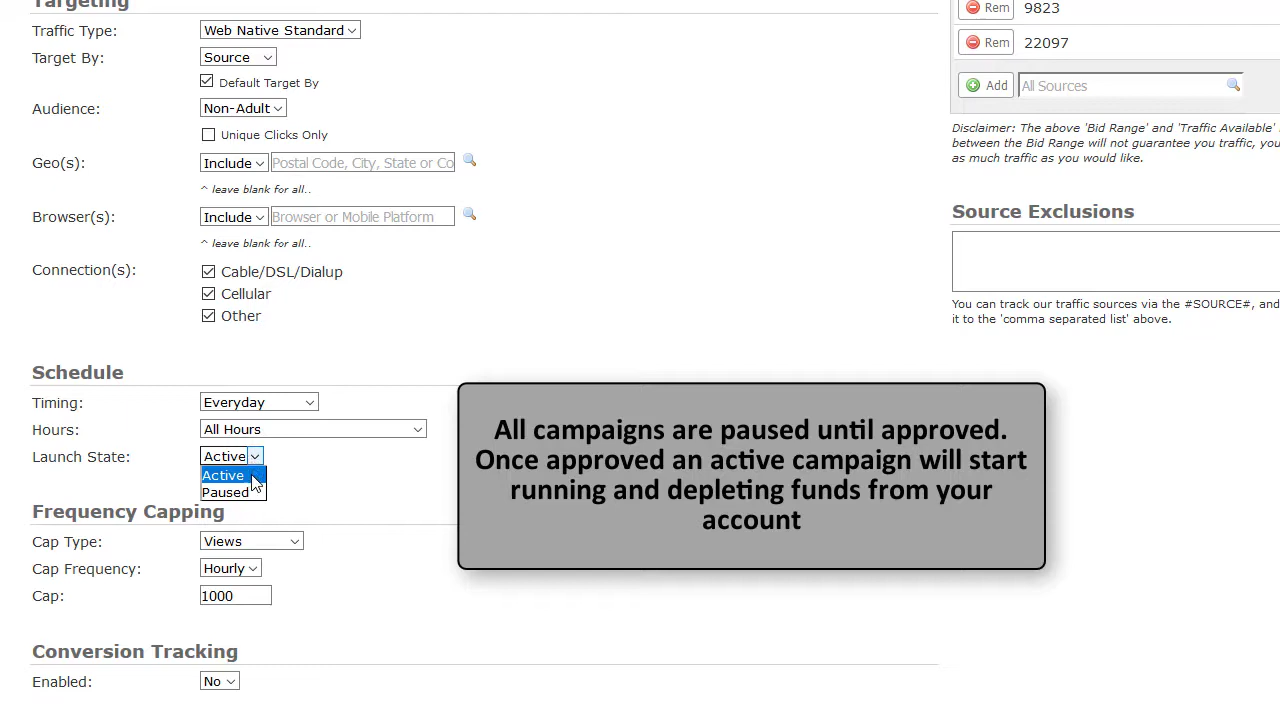 Targeting
Traffic Type: Web Native Standard
Target By: Source
Default Target By
Audience: Non-Adult
Unique Clicks Only
Geo(s): Include Postal Code, City, State or Co
^ leave blank for all..
Browser(s): Include Browser or Mobile Platform
^ leave blank for all..
Connection(s): Cable/DSL/Dialup
Cellular
Other
Schedule
Timing: Everyday
Hours: All Hours
Launch State: Active
Active
Paused
Frequency Capping
Cap Type: Views
Cap Frequency: Hourly
Cap: 1000
Conversion Tracking
Enabled: No
All campaigns are paused until approved.
Once approved an active campaign will start
running and depleting funds from your
account
Rem 9823
Rem 22097
Add All Sources
Disclaimer: The above 'Bid Range' and 'Traffic Available'
between the Bid Range will not guarantee you traffic, you
as much traffic as you would like.
Source Exclusions
You can track our traffic sources via the #SOURCE#, and
it to the 'comma separated list' above.